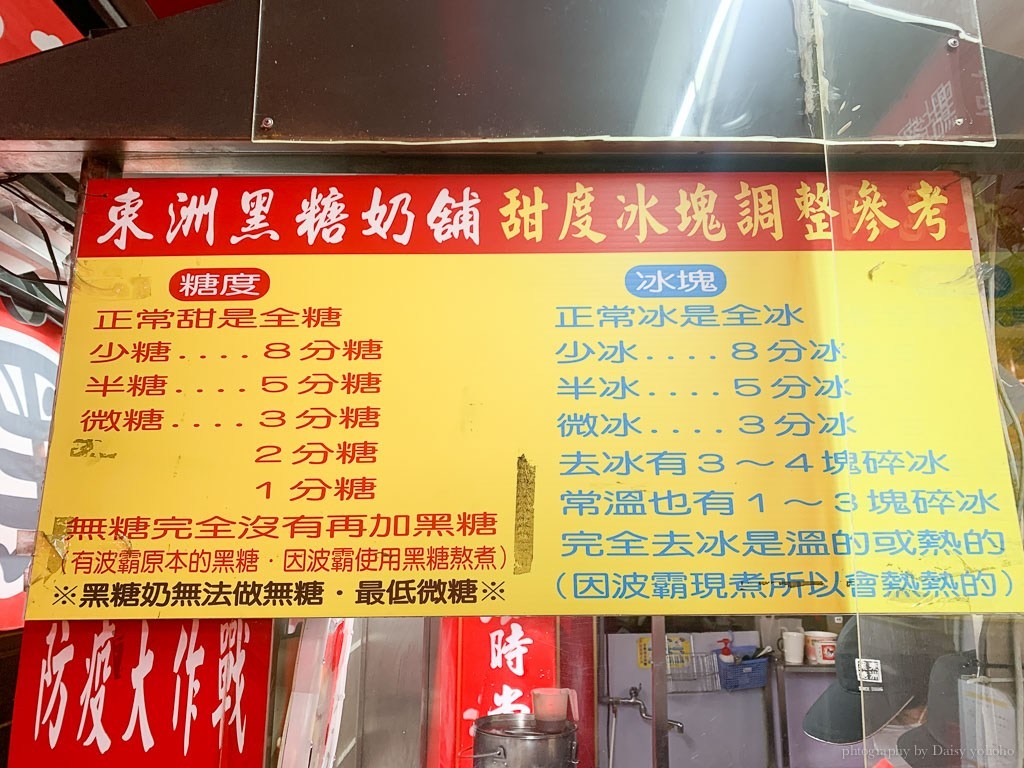 東洲黑糖奶舖 甜度冰塊調整參考
糖度
正常甜是全糖
少糖....8分糖
半糖....5分糖
微糖....3分糖
2分糖
1分糖
無糖完全沒有再加黑糖
(有波霸原本的黑糖．因波霸使用黑糖熬煮)
※黑糖奶無法做無糖．最低微糖※
冰塊
正常冰是全冰
少冰....8分冰
半冰....5分冰
微冰....3分冰
去冰有3～4塊碎冰
常溫也有1～3塊碎冰
完全去冰是溫的或熱的
(因波霸現煮所以會熱熱的)
防疫大作戰
時
東洲
黑糖
photography by Daisy yohoho